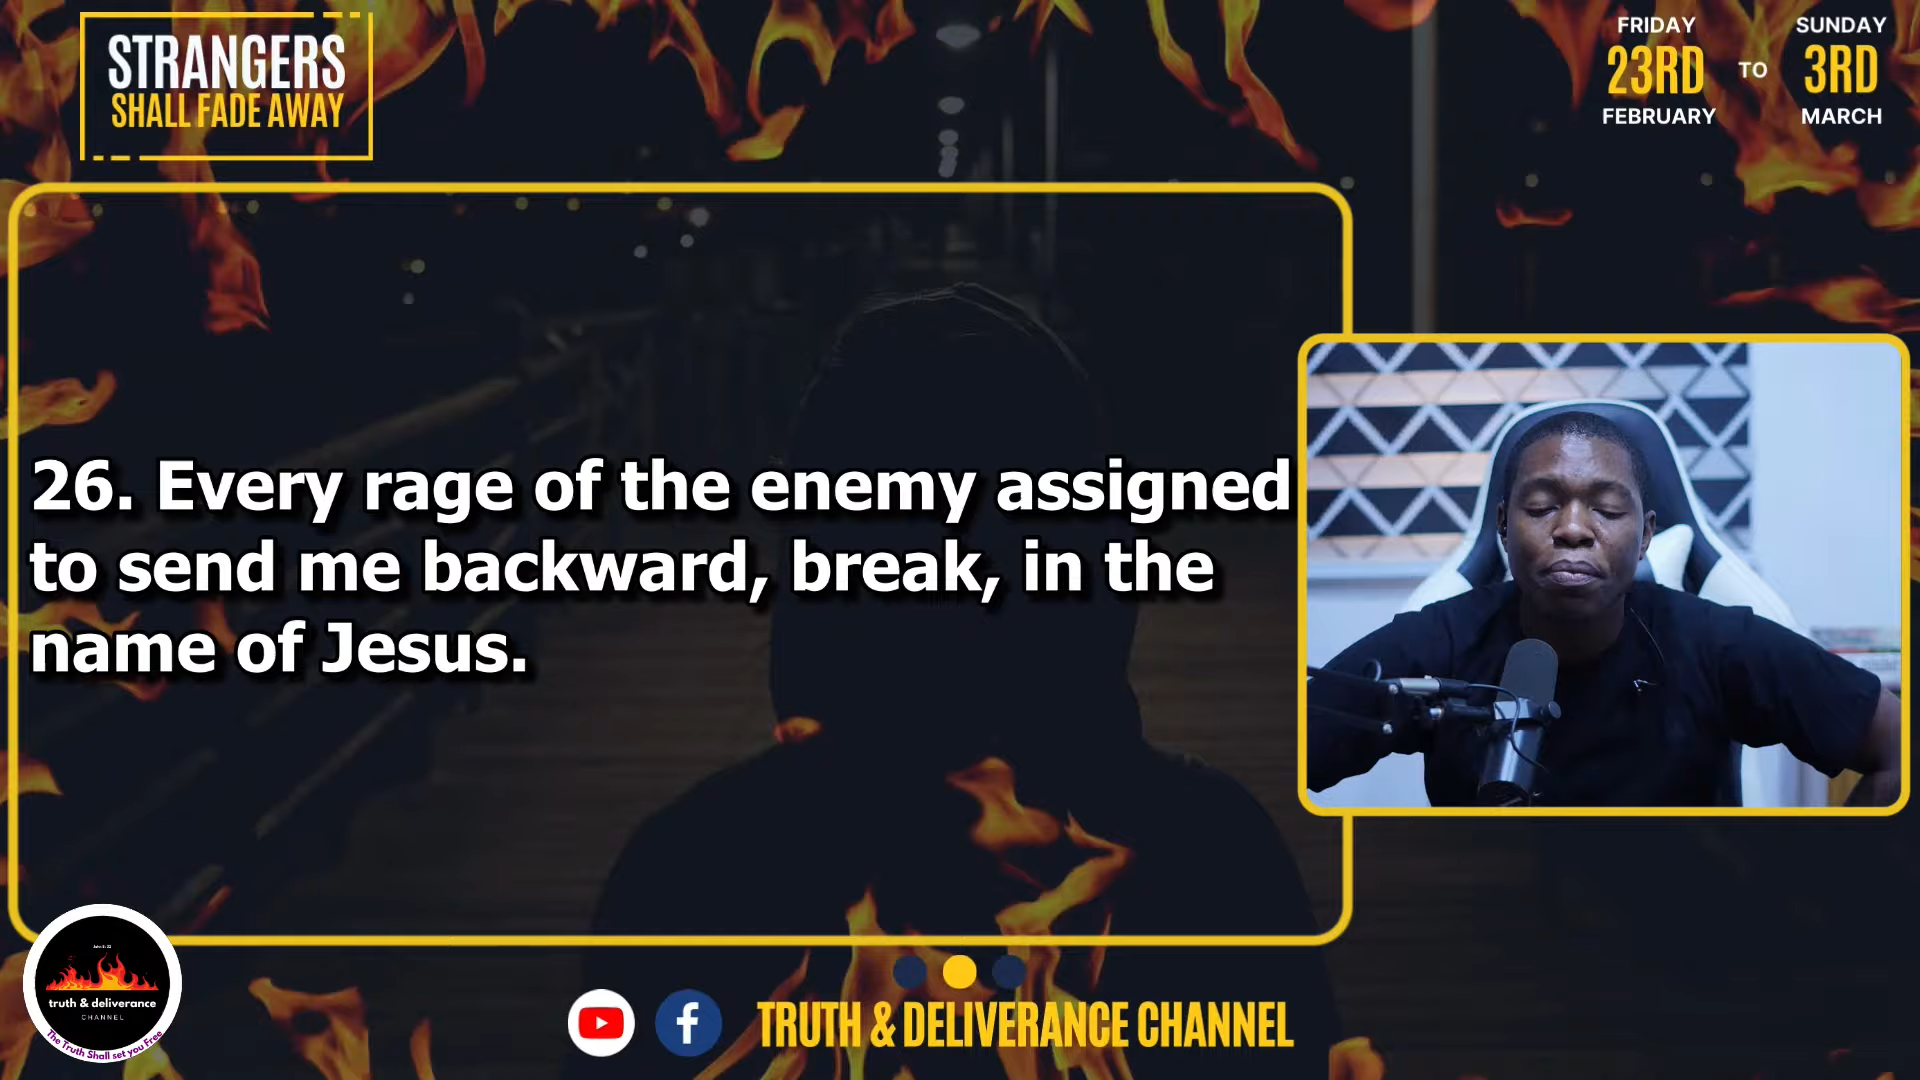 STRANGERS
SHALL FADE AWAY
FRIDAY
23RD
FEBRUARY
TO
SUNDAY
3RD
MARCH
26. Every rage of the enemy assigned
to send me backward, break, in the
name of Jesus.
truth & deliverance
CHANNEL
The Truth Shall set you Free
TRUTH & DELIVERANCE CHANNEL